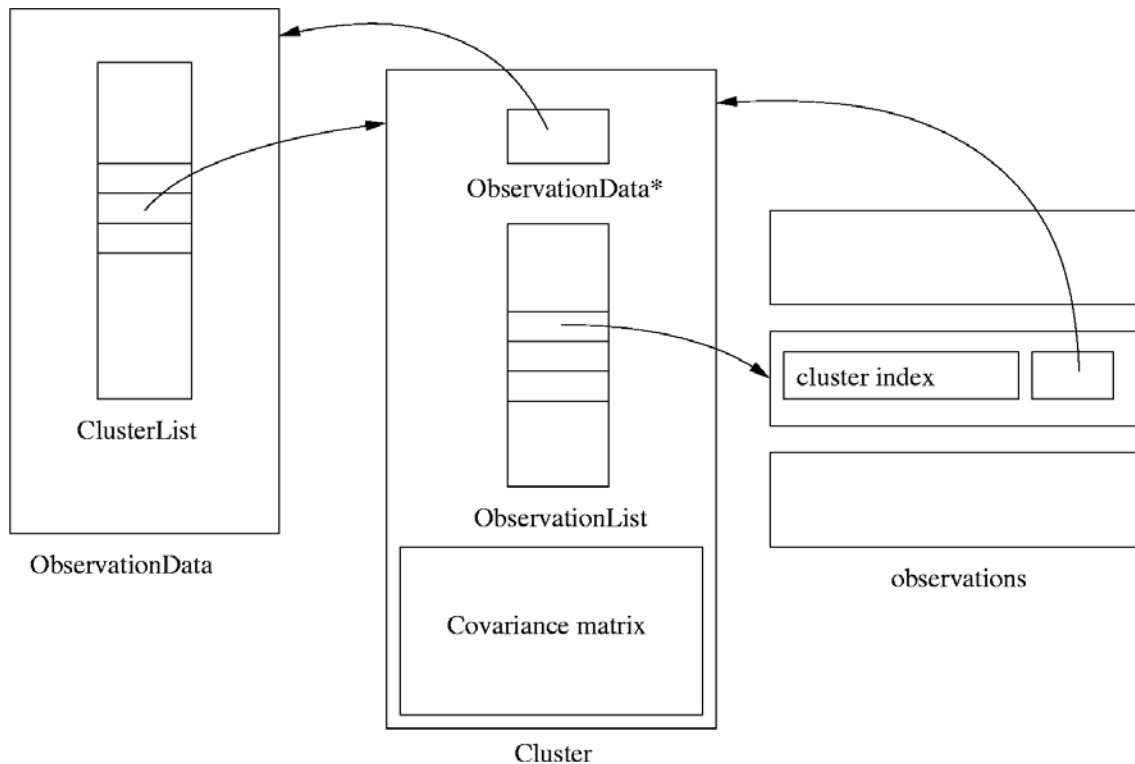 ClusterList
ObservationData
ObservationData*
ObservationList
Covariance matrix
Cluster
cluster index
observations